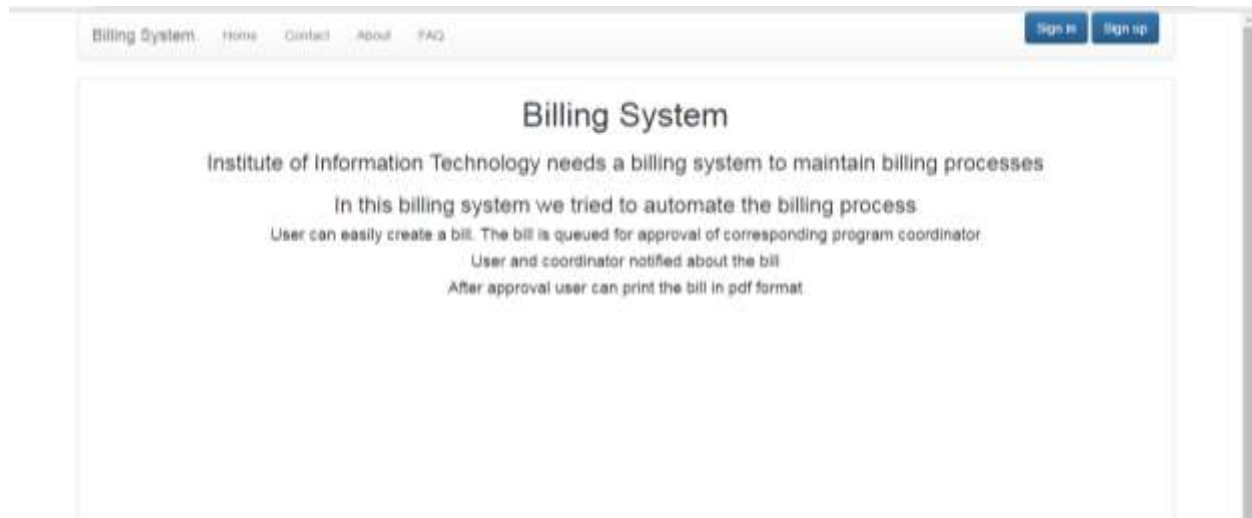 Billing System Home Contact About FAQ Sign in Sign up
Billing System
Institute of Information Technology needs a billing system to maintain billing processes
In this billing system we tried to automate the billing process
User can easily create a bill. The bill is queued for approval of corresponding program coordinator
User and coordinator notified about the bill
After approval user can print the bill in pdf format